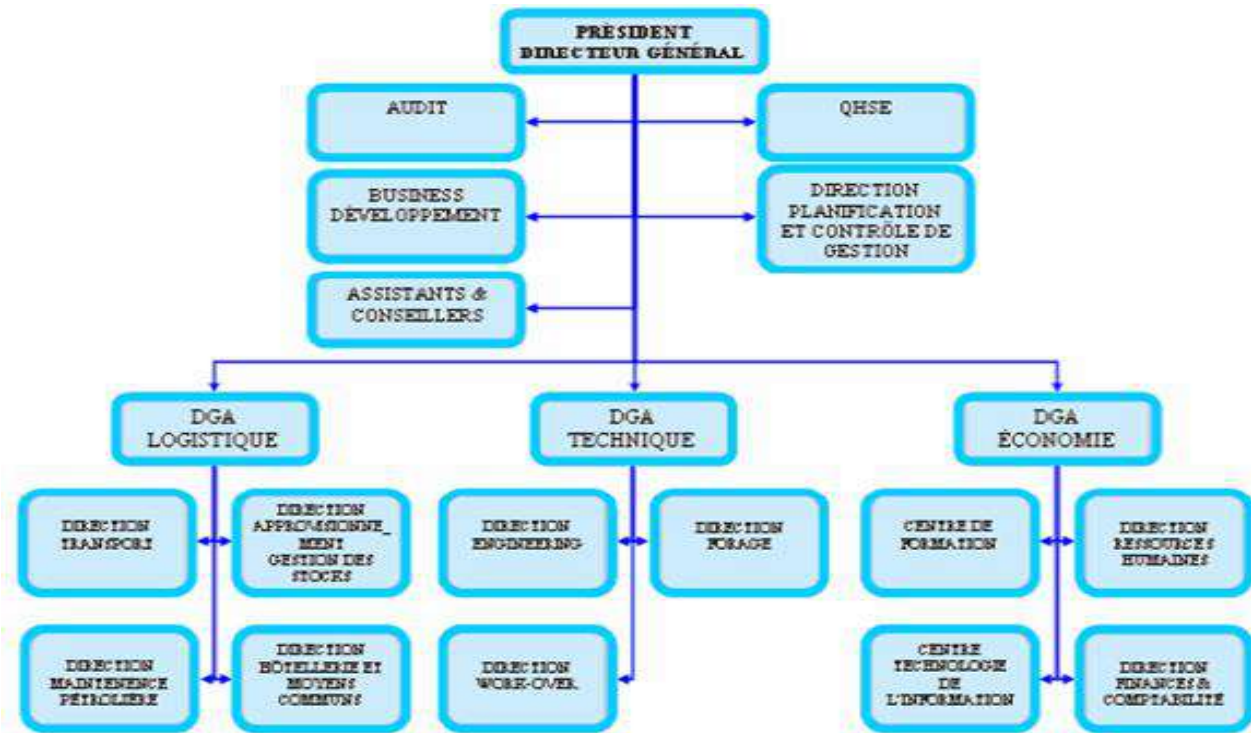 PRÈSIDENT
DIRECTEUR GÉNÉRAL
AUDIT
QHSE
BUSINESS
DÉVELOPPEMENT
DIRECTION
PLANIFICATION
ET CONTRÔLE DE
GESTION
ASSISTANTS &
CONSEILLERS
DGA
LOGISTIQUE
DGA
TECHNIQUE
DGA
ÉCONOMIE
DIRECTION
TRANSPORT
DIRECTION
APPROVISIONNE_
MENT
GESTION DES
STOCKS
DIRECTION
ENGINEERING
DIRECTION
FORAGE
CENTRE DE
FORMATION
DIRECTION
RESSOURCES
HUMAINES
DIRECTION
MAINTENENCE
PÉTROLIÈRE
DIRECTION
HÔTELLERIE ET
MOYENS
COMMUNS
DIRECTION
WORK-OVER
CENTRE
TECHNOLOGIE
DE
L'INFORMATION
DIRECTION
FINANCES &
COMPTABILITÉ